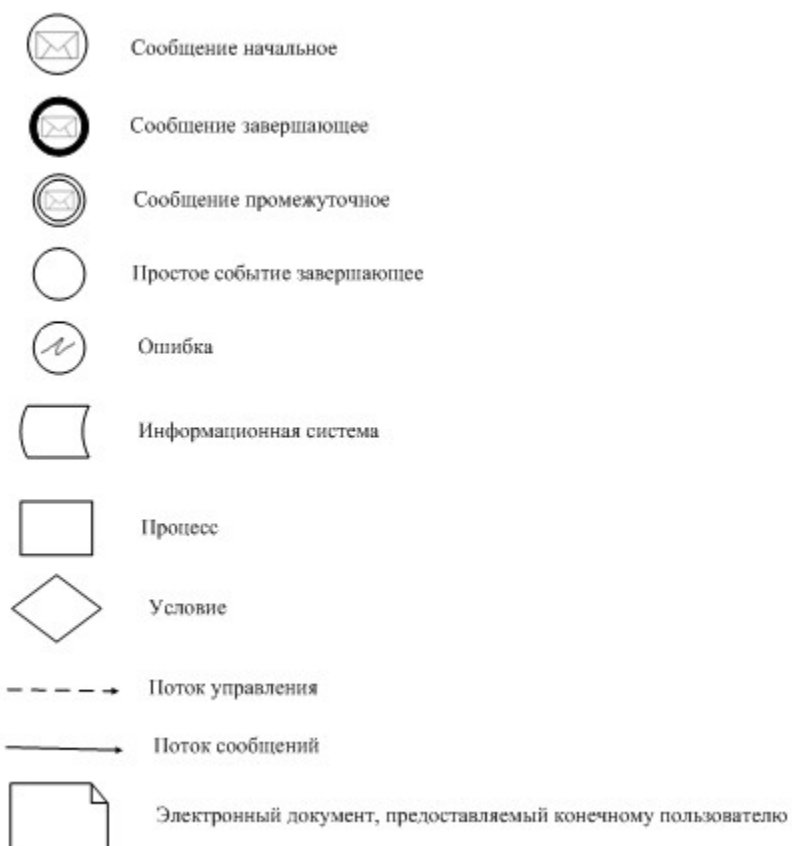 Сообщение начальное
Сообщение завершающее
Сообщение промежуточное
Простое событие завершающее
Ошибка
Информационная система
Процесс
Условие
Поток управления
Поток сообщений
Электронный документ, предоставляемый конечному пользователю